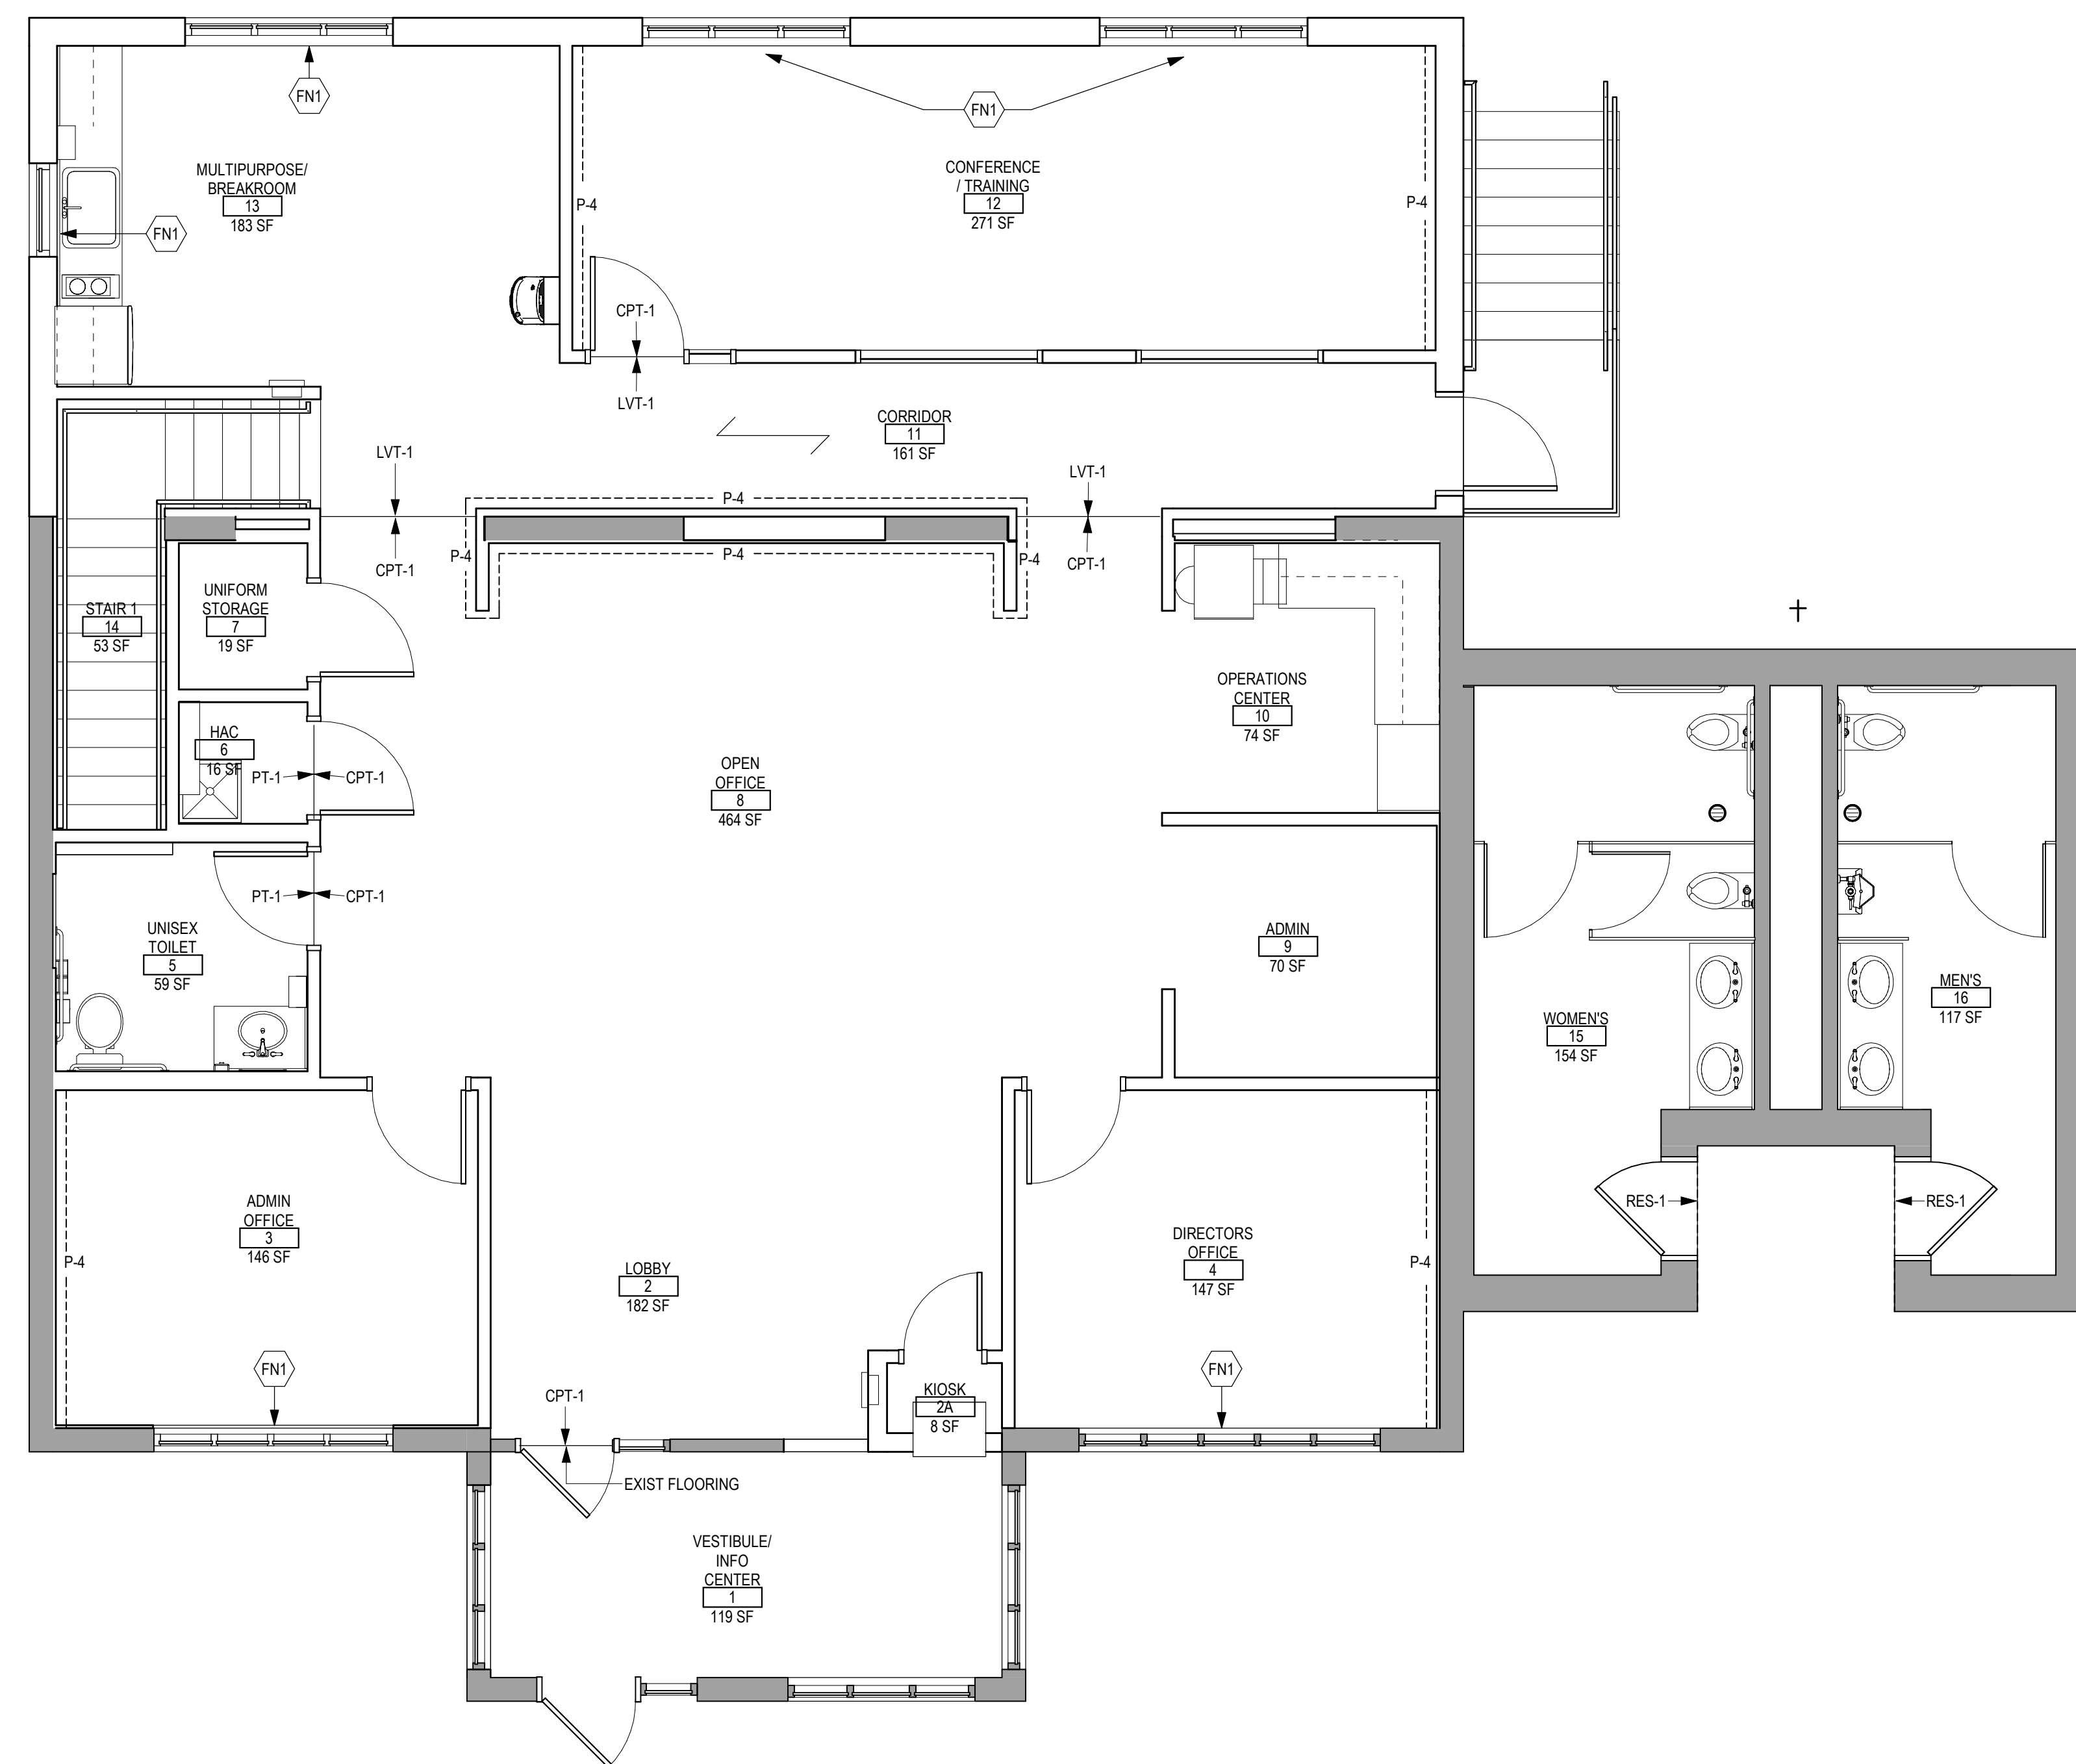 FN1
FN1
MULTIPURPOSE/
BREAKROOM
13
183 SF
FN1
CONFERENCE
/ TRAINING
12
271 SF
P-4
P-4
CPT-1
LVT-1
CORRIDOR
11
161 SF
LVT-1
CPT-1
LVT-1
CPT-1
P-4
P-4
P-4
P-4
STAIR 1
14
53 SF
UNIFORM
STORAGE
7
19 SF
HAC
6
16 SF
PT-1
CPT-1
OPEN
OFFICE
8
464 SF
OPERATIONS
CENTER
10
74 SF
PT-1
CPT-1
UNISEX
TOILET
5
59 SF
ADMIN
9
70 SF
WOMEN'S
15
154 SF
MEN'S
16
117 SF
RES-1
RES-1
ADMIN
OFFICE
3
146 SF
P-4
FN1
LOBBY
2
182 SF
DIRECTORS
OFFICE
4
147 SF
P-4
FN1
KIOSK
2A
8 SF
CPT-1
EXIST FLOORING
VESTIBULE/
INFO
CENTER
1
119 SF